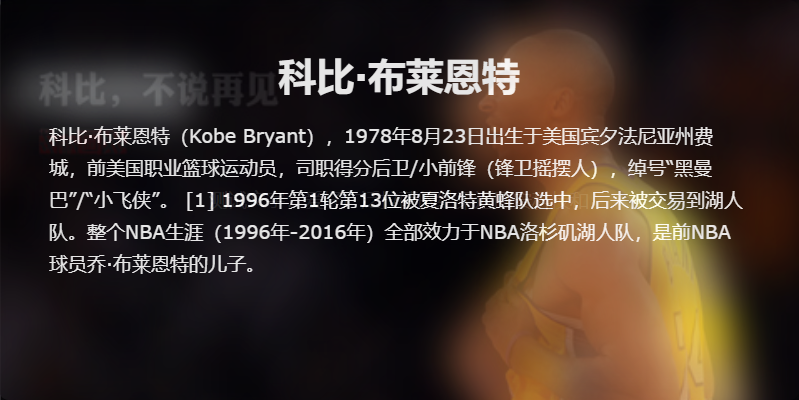 科比·布莱恩特
科比，不说再见
科比·布莱恩特（Kobe Bryant），1978年8月23日出生于美国宾夕法尼亚州费
城，前美国职业篮球运动员，司职得分后卫/小前锋（锋卫摇摆人），绰号“黑曼
巴”/“小飞侠”。 [1] 1996年第1轮第13位被夏洛特黄蜂队选中，后来被交易到湖人
队。整个NBA生涯（1996年-2016年）全部效力于NBA洛杉矶湖人队，是前NBA
球员乔·布莱恩特的儿子。